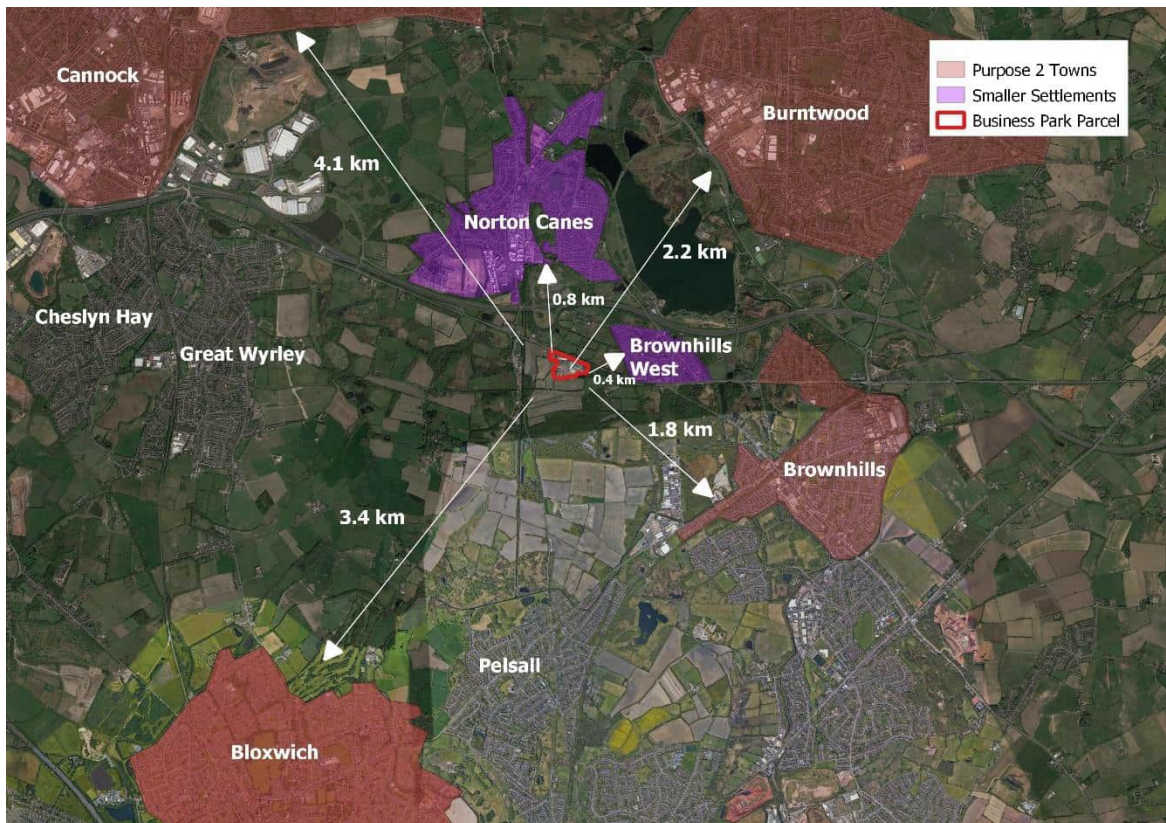 Cannock
Burntwood
Purpose 2 Towns
Smaller Settlements
Business Park Parcel
4.1 km
Norton Canes
2.2 km
0.8 km
Cheslyn Hay
Great Wyrley
Brownhills
West
0.4 km
1.8 km
Brownhills
3.4 km
Pelsall
Bloxwich